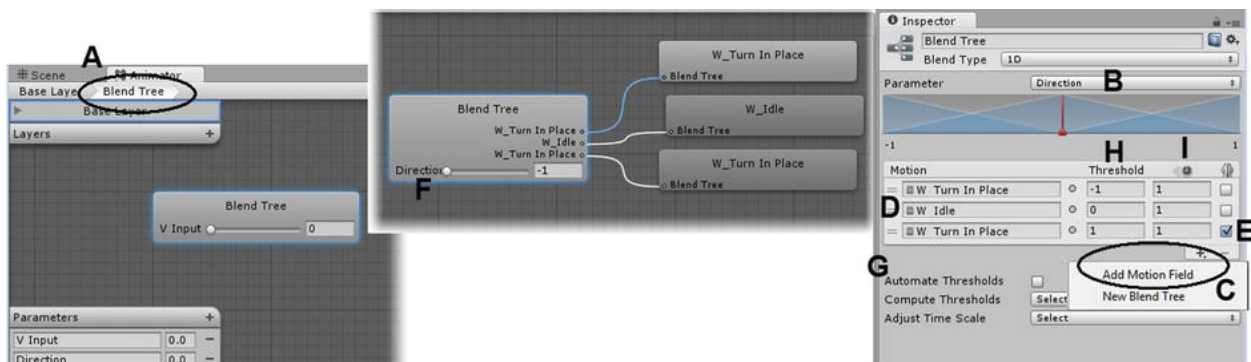 A
Scene
Animator
Base Laye
Blend Tree
Base Layer
Layers
+
Blend Tree
V Input
0
Parameters
+
V Input
0.0
−
Direction
0.0
−
Blend Tree
W_Turn In Place
W_Idle
W_Turn In Place
Direction
-1
F
W_Turn In Place
Blend Tree
W_Idle
Blend Tree
W_Turn In Place
Blend Tree
Inspector
Blend Tree
Blend Type
1D
Parameter
Direction
B
-1
1
H
I
Motion
Threshold
W Turn In Place
-1
1
D
W Idle
0
1
W Turn In Place
1
1
E
+
−
G
Add Motion Field
C
New Blend Tree
Automate Thresholds
Compute Thresholds
Select
Adjust Time Scale
Select